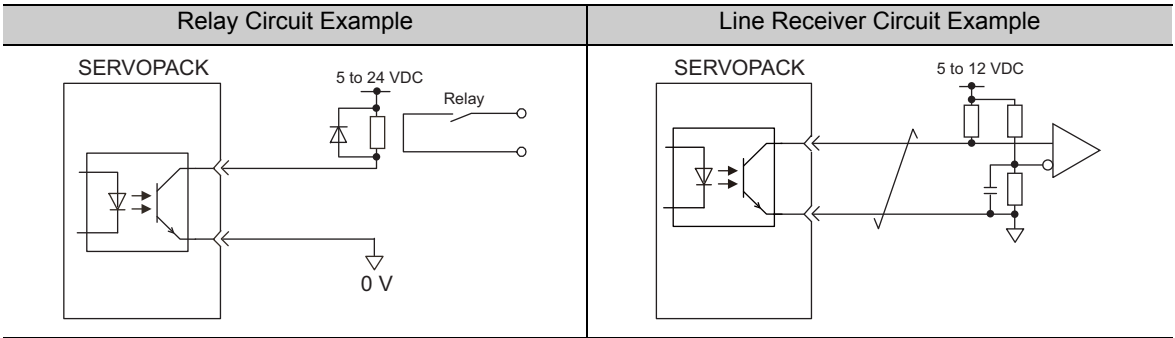 Relay Circuit Example
Line Receiver Circuit Example
SERVOPACK
5 to 24 VDC
Relay
0 V
SERVOPACK
5 to 12 VDC